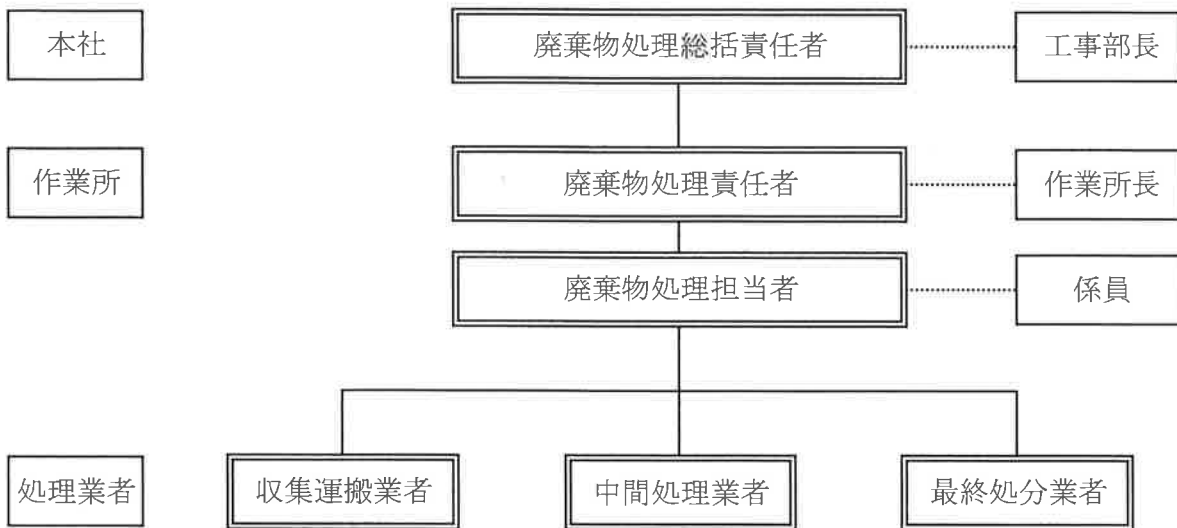 本社
廃棄物処理総括責任者
工事部長
作業所
廃棄物処理責任者
作業所長
廃棄物処理担当者
係員
処理業者
収集運搬業者
中間処理業者
最終処分業者